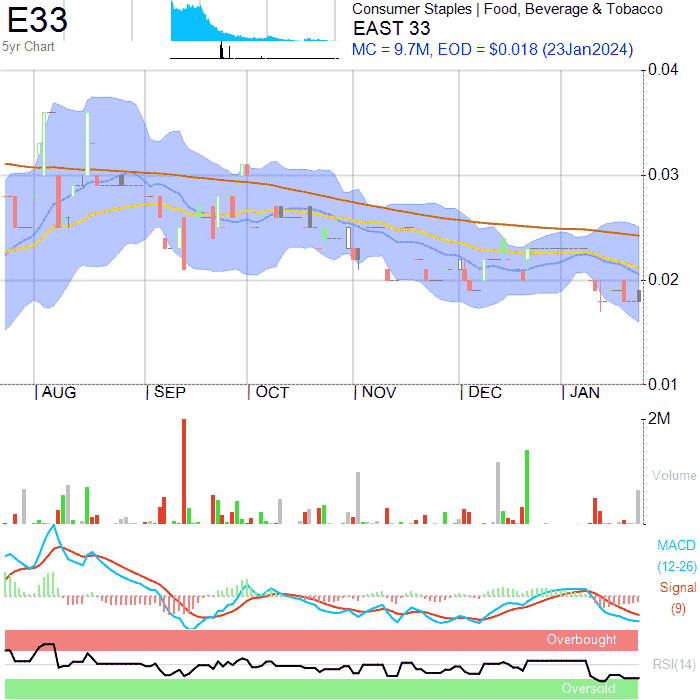 E33
5yr Chart
Consumer Staples | Food, Beverage & Tobacco
EAST 33
MC = 9.7M, EOD = $0.018 (23Jan2024)
0.04
0.03
0.02
0.01
AUG SEP OCT NOV DEC JAN
2M
Volume
MACD
(12-26)
Signal
(9)
Overbought
RSI(14)
Oversold